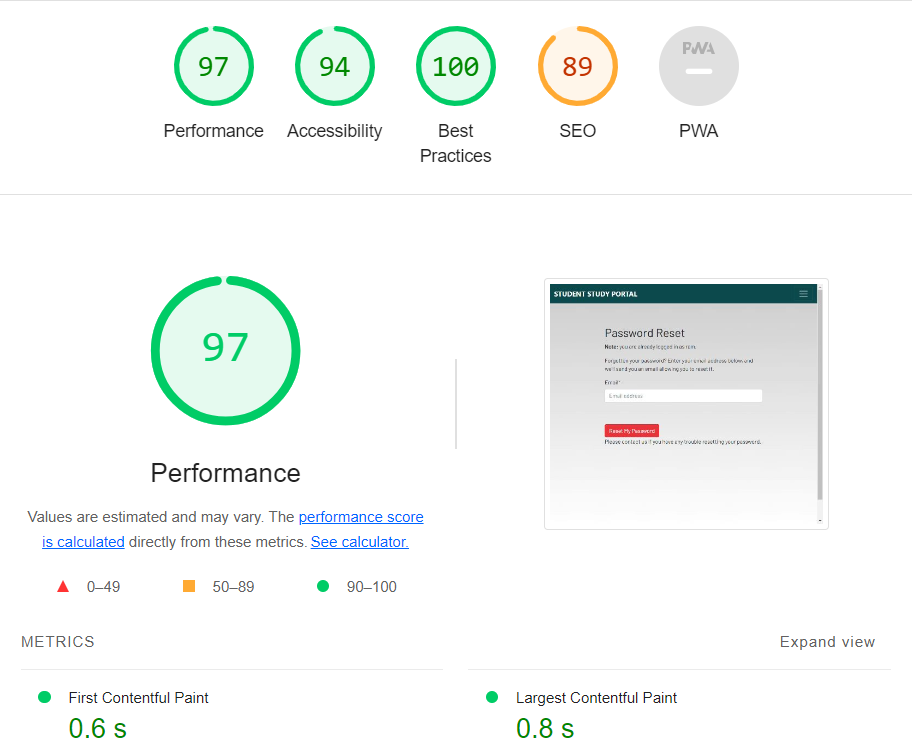 97
94
100
89
PWA
Performance
Accessibility
Best
Practices
SEO
PWA
97
Performance
Values are estimated and may vary. The performance score
is calculated directly from these metrics. See calculator.
0–49
50–89
90–100
STUDENT STUDY PORTAL
Password Reset
Note: you are already logged in as rom.
Forgotten your password? Enter your email address below and
we'll send you an email allowing you to reset it.
Email*
E-mail address
Reset My Password
Please contact us if you have any trouble resetting your password.
METRICS
Expand view
First Contentful Paint
0.6 s
Largest Contentful Paint
0.8 s